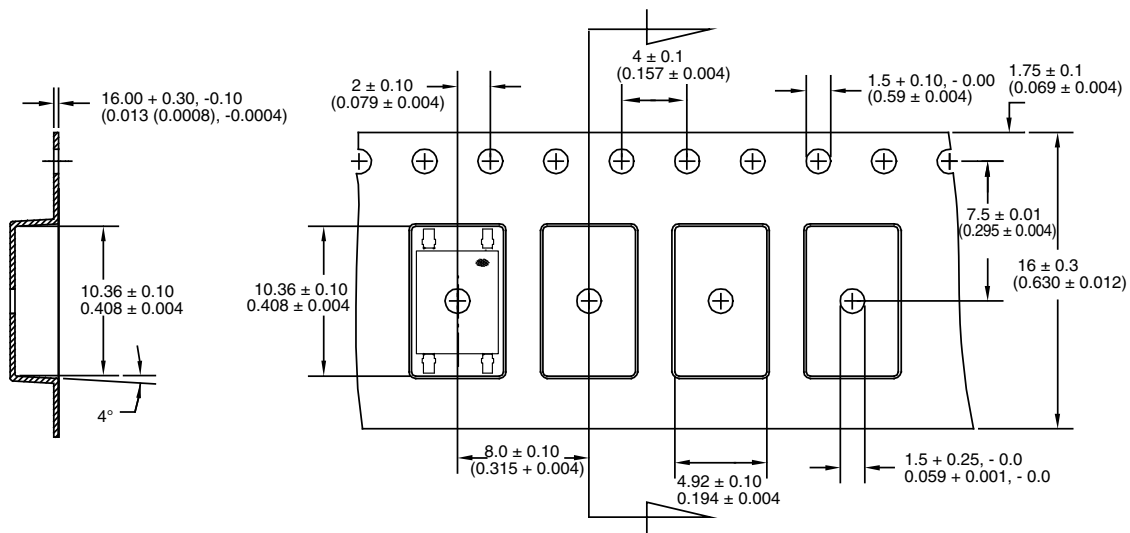 16.00 + 0.30, -0.10
(0.013 (0.0008), -0.0004)
2 ± 0.10
(0.079 ± 0.004)
4 ± 0.1
(0.157 ± 0.004)
1.5 + 0.10, - 0.00
(0.59 ± 0.004)
1.75 ± 0.1
(0.069 ± 0.004)
7.5 ± 0.01
(0.295 ± 0.004)
16 ± 0.3
(0.630 ± 0.012)
10.36 ± 0.10
0.408 ± 0.004
10.36 ± 0.10
0.408 ± 0.004
4°
8.0 ± 0.10
(0.315 + 0.004)
4.92 ± 0.10
0.194 ± 0.004
1.5 + 0.25, - 0.0
0.059 + 0.001, - 0.0